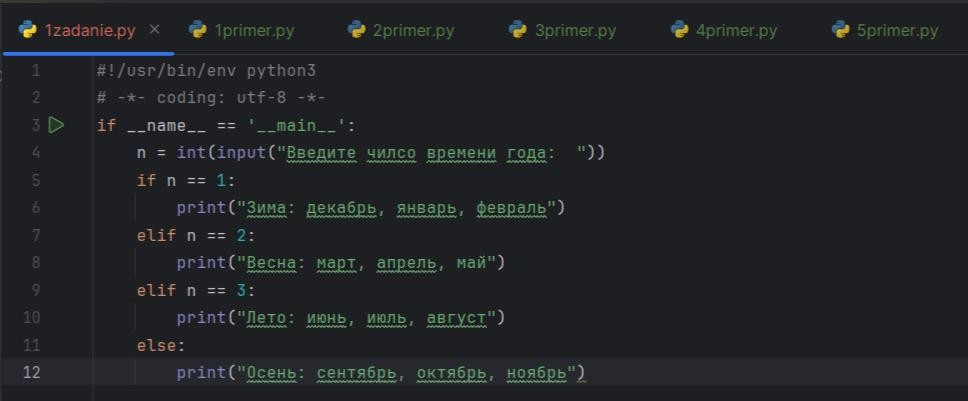 1zadanie.py × 1primer.py 2primer.py 3primer.py 4primer.py 5primer.py
1 #!/usr/bin/env python3
2 # -*- coding: utf-8 -*-
3 if __name__ == '__main__':
4 n = int(input("Введите чилсо времени года:  "))
5 if n == 1:
6 print("Зима: декабрь, январь, февраль")
7 elif n == 2:
8 print("Весна: март, апрель, май")
9 elif n == 3:
10 print("Лето: июнь, июль, август")
11 else:
12 print("Осень: сентябрь, октябрь, ноябрь")